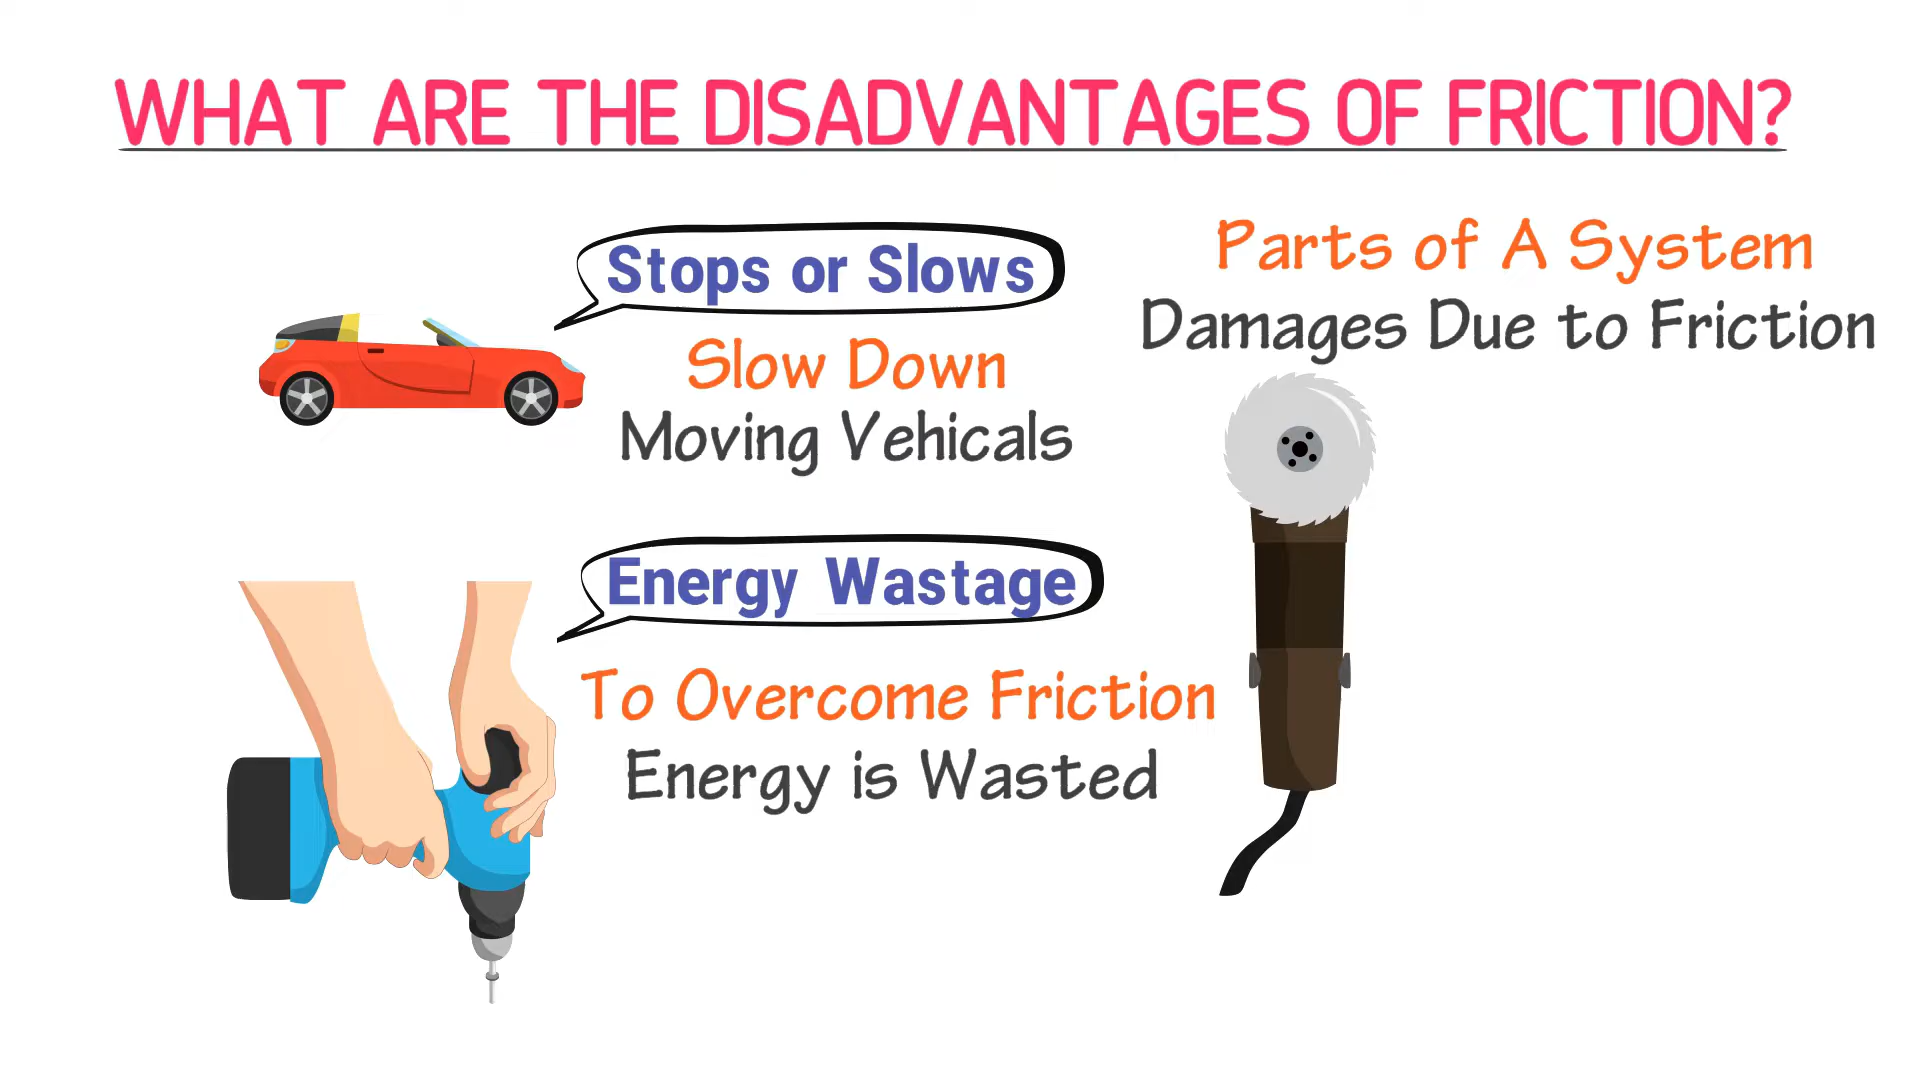 WHAT ARE THE DISADVANTAGES OF FRICTION?
Stops or Slows
Slow Down
Moving Vehicals
Energy Wastage
To Overcome Friction
Energy is Wasted
Parts of A System
Damages Due to Friction